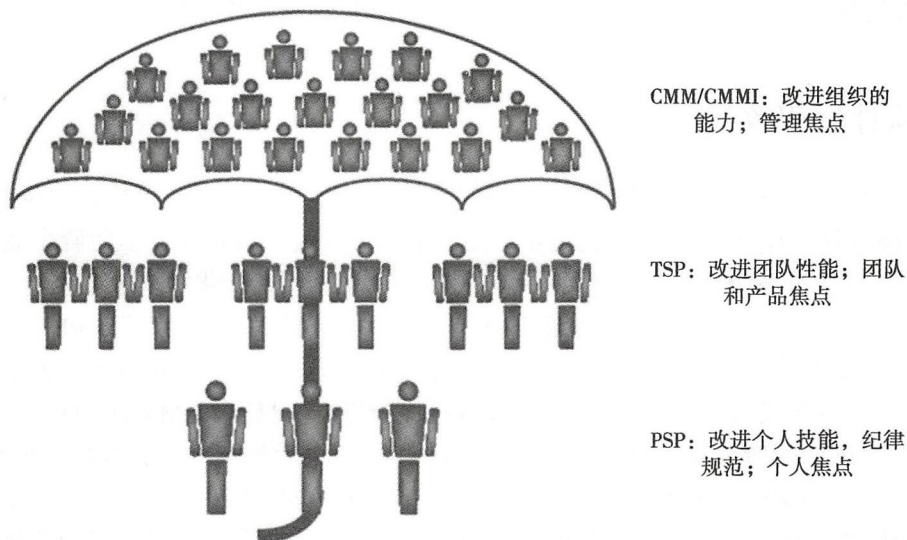 CMM/CMMI：改进组织的
能力；管理焦点
TSP：改进团队性能；团队
和产品焦点
PSP：改进个人技能，纪律
规范；个人焦点